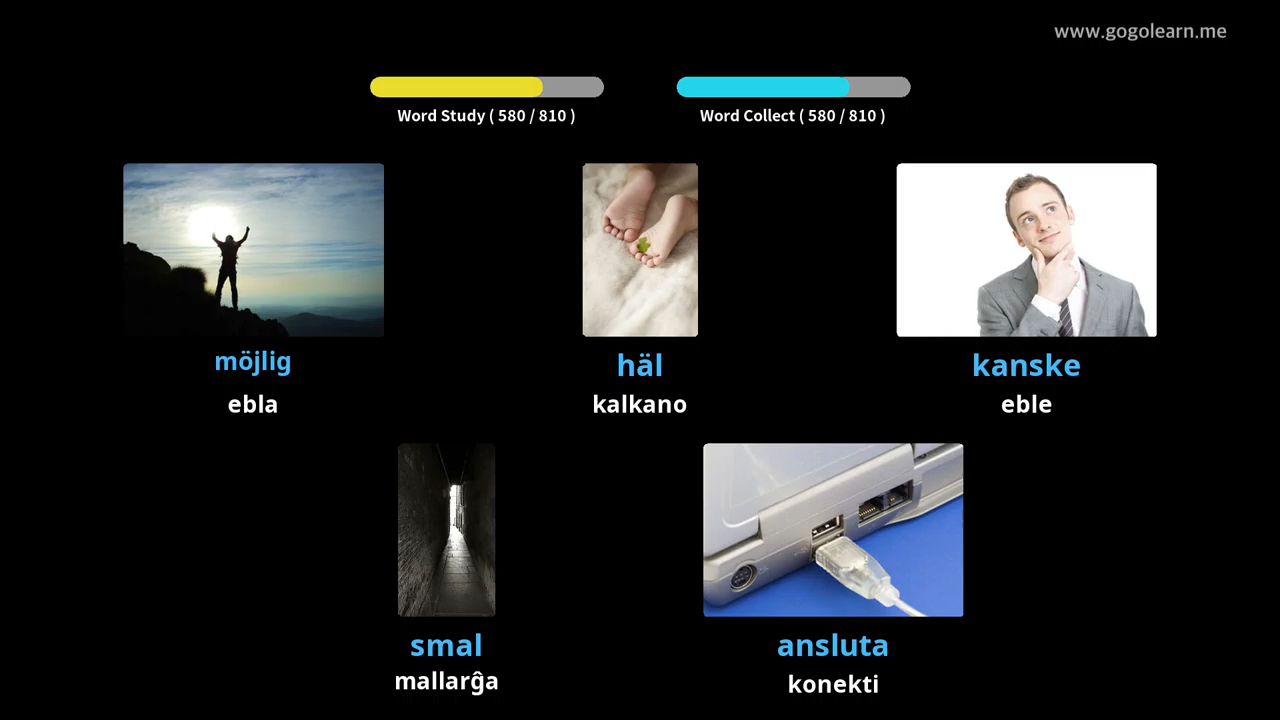 www.gogolearn.me
Word Study ( 580 / 810 )
Word Collect ( 580 / 810 )
möjlig
häl
kanske
ebla
kalkano
eble
smal
ansluta
mallarĝa
konekti